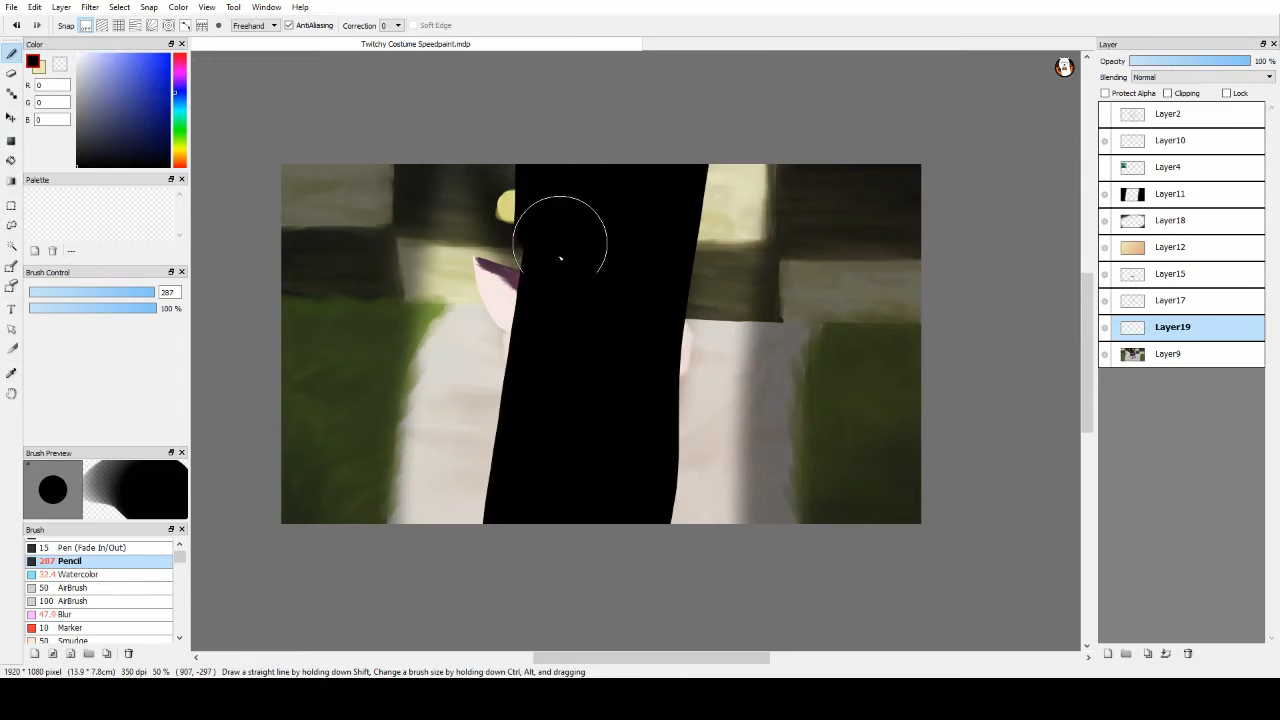 File Edit Layer Filter Select Snap Color View Tool Window Help
Snap Freehand AntiAliasing Correction 0 Soft Edge
Color Twitchy Costume Speedpaint.mdp Layer
R 0
G 0
B 0
Opacity 100 %
Blending Normal
Protect Alpha Clipping Lock
Layer2
Layer10
Layer4
Layer11
Layer18
Layer12
Layer15
Layer17
Layer19
Layer9
Palette
---
Brush Control
287
100 %
Brush Preview
Brush
15 Pen (Fade In/Out)
287 Pencil
32.4 Watercolor
50 AirBrush
100 AirBrush
47.9 Blur
10 Marker
50 Smudge
1920 * 1080 pixel (13.9 * 7.8cm) 350 dpi 50 % ( 907, -297 ) Draw a straight line by holding down Shift, Change a brush size by holding down Ctrl, Alt, and dragging